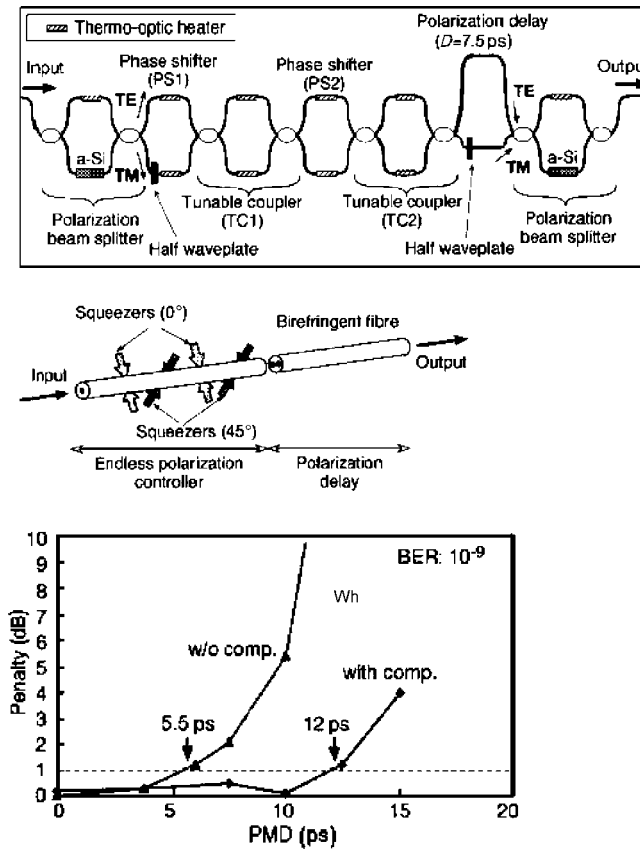 Thermo-optic heater
Polarization delay
(D=7.5 ps)
Input
Phase shifter
(PS1)
Phase shifter
(PS2)
Output
TE
TE
a-Si
TM
TM
a-Si
Polarization
beam splitter
Tunable coupler
(TC1)
Tunable coupler
(TC2)
Polarization
beam splitter
Half waveplate
Half waveplate
Squeezers (0°)
Birefringent fibre
Input
Output
Squeezers (45°)
Endless polarization
controller
Polarization
delay
10
9
8
7
6
5
4
3
2
1
0
Penalty (dB)
BER: 10-9
Wh
w/o comp.
with comp.
5.5 ps
12 ps
0
5
10
15
20
PMD (ps)